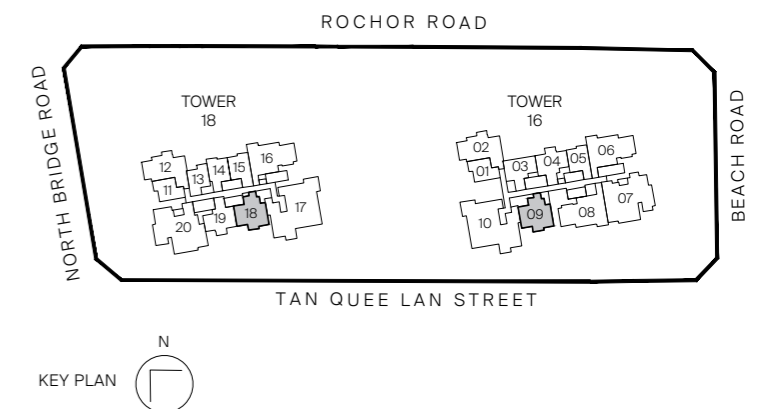 ROCHOR ROAD
NORTH BRIDGE ROAD
TOWER
18
12
11
13
14
15
16
17
18
19
20
TOWER
16
02
01
03
04
05
06
07
08
09
10
BEACH ROAD
TAN QUEE LAN STREET
N
KEY PLAN